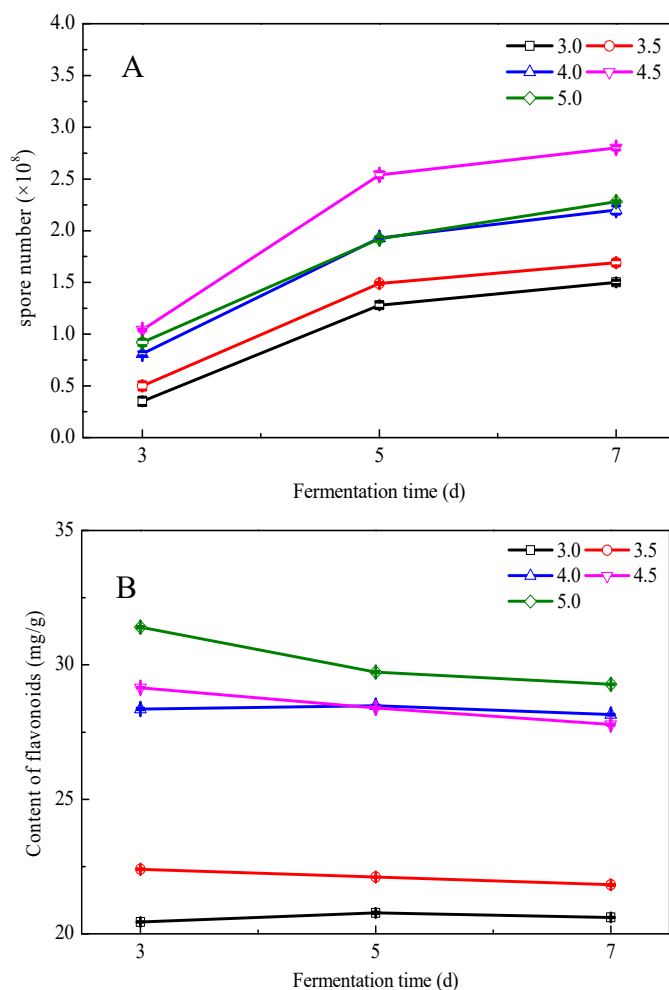 A
3.0 3.5
4.0 4.5
5.0
4.0
3.5
3.0
2.5
2.0
1.5
1.0
0.5
0.0
spore number (×10⁸)
3 5 7
Fermentation time (d)
B
3.0 3.5
4.0 4.5
5.0
35
30
25
20
Content of flavonoids (mg/g)
3 5 7
Fermentation time (d)